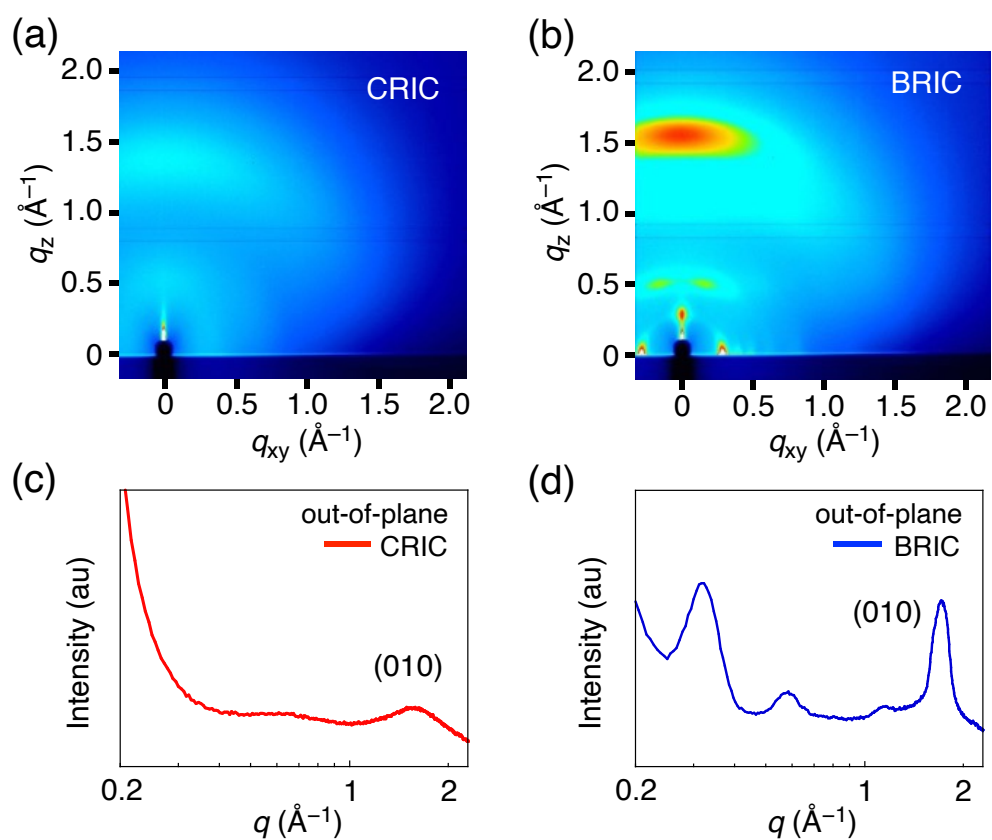 (a)
CRIC
2.0
1.5
1.0
0.5
0
qz (Å–1)
0 0.5 1.0 1.5 2.0
qxy (Å–1)
(b)
BRIC
2.0
1.5
1.0
0.5
0
qz (Å–1)
0 0.5 1.0 1.5 2.0
qxy (Å–1)
(c)
out-of-plane
CRIC
(010)
Intensity (au)
0.2 1 2
q (Å–1)
(d)
out-of-plane
BRIC
(010)
Intensity (au)
0.2 1 2
q (Å–1)